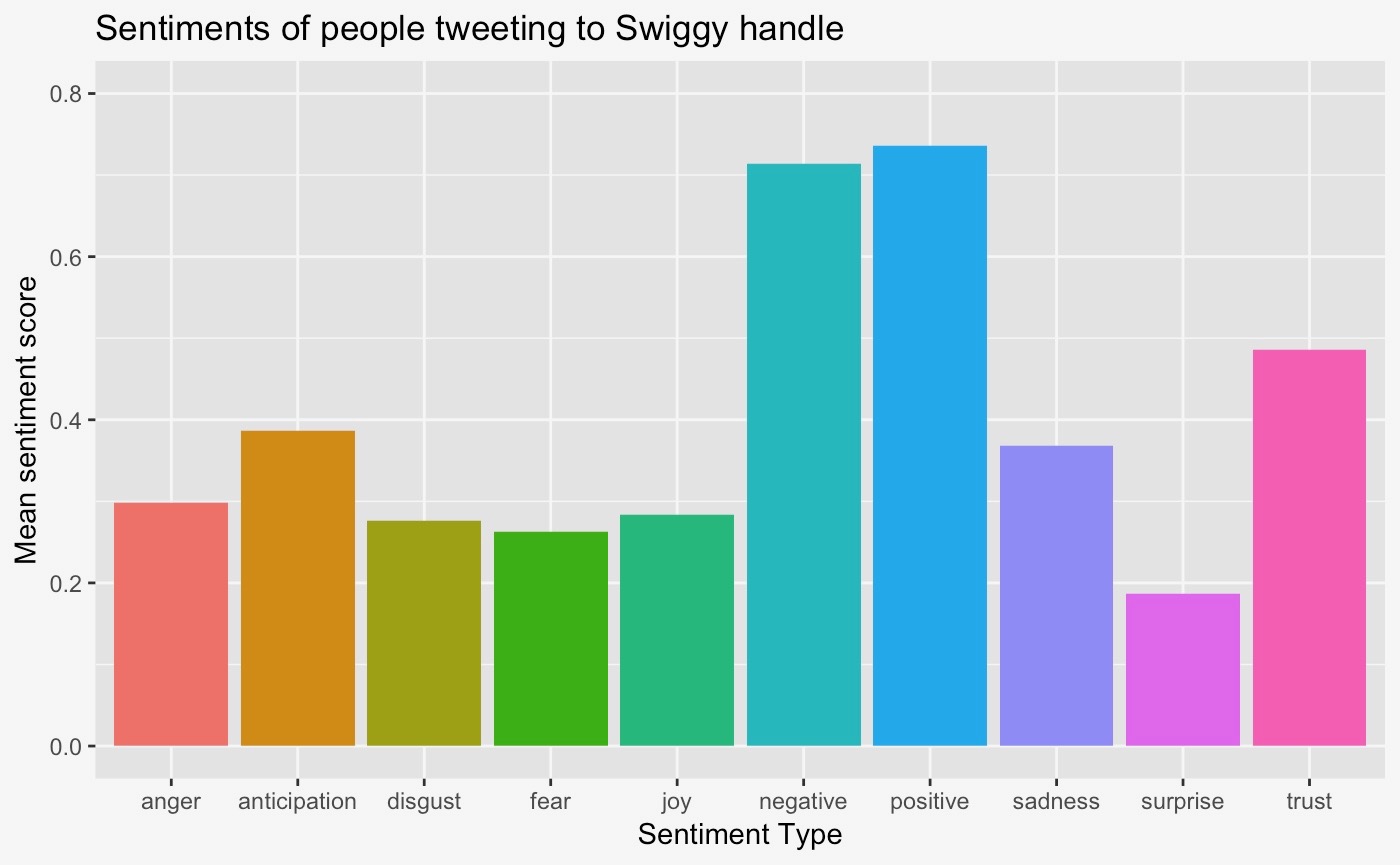 Sentiments of people tweeting to Swiggy handle
Mean sentiment score
0.8
0.6
0.4
0.2
0.0
anger anticipation disgust fear joy negative positive sadness surprise trust
Sentiment Type